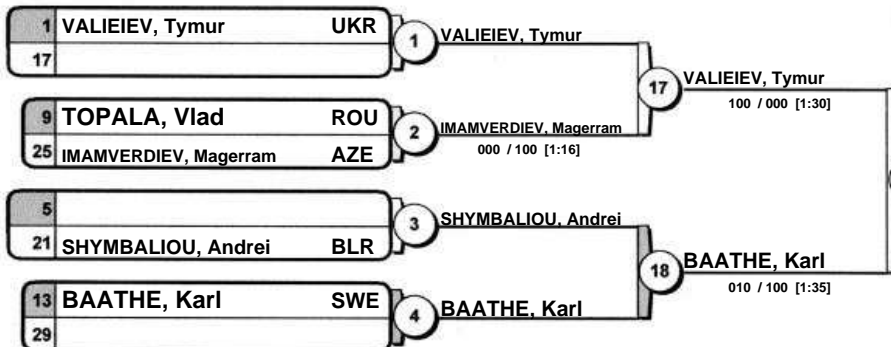 1 VALIEIEV, Tymur UKR
17
1
VALIEIEV, Tymur
9 TOPALA, Vlad ROU
25 IMAMVERDIEV, Magerram AZE
2
IMAMVERDIEV, Magerram
000 / 100 [1:16]
17
VALIEIEV, Tymur
100 / 000 [1:30]
5
21 SHYMBALIOU, Andrei BLR
3
SHYMBALIOU, Andrei
13 BAATHE, Karl SWE
29
4
BAATHE, Karl
18
BAATHE, Karl
010 / 100 [1:35]